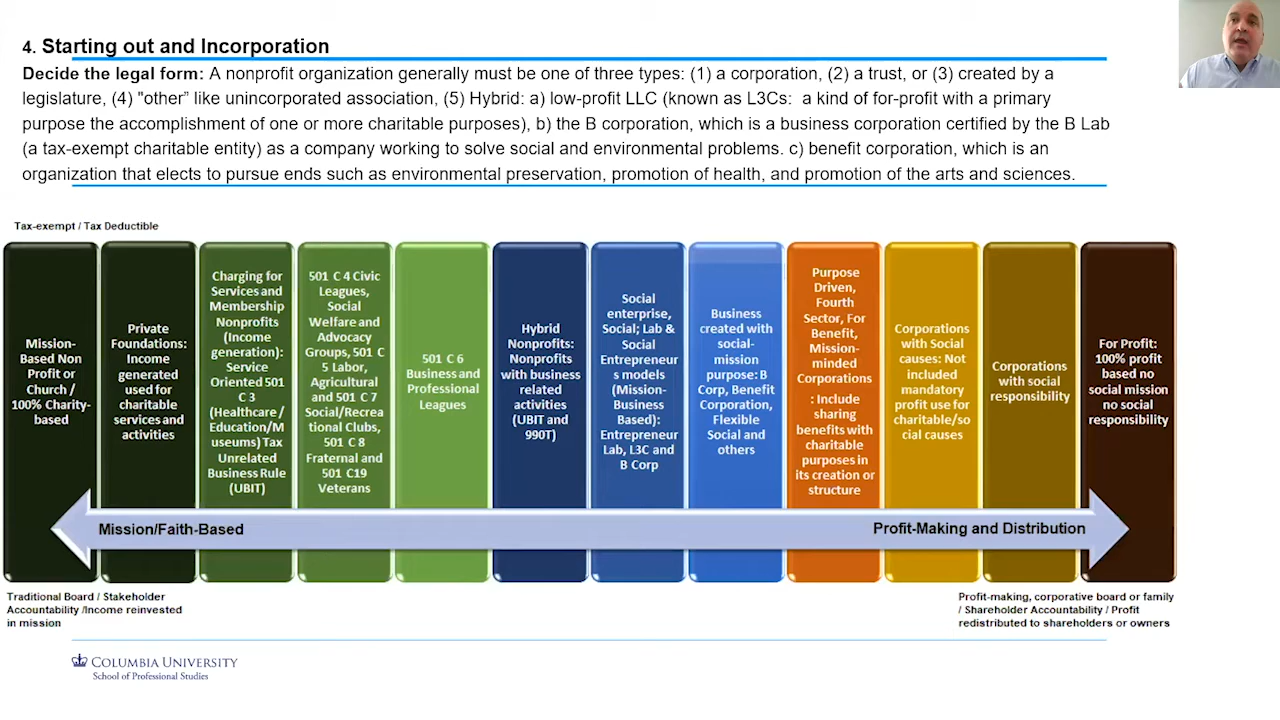 4. Starting out and Incorporation
Decide the legal form: A nonprofit organization generally must be one of three types: (1) a corporation, (2) a trust, or (3) created by a
legislature, (4) "other” like unincorporated association, (5) Hybrid: a) low-profit LLC (known as L3Cs: a kind of for-profit with a primary
purpose the accomplishment of one or more charitable purposes), b) the B corporation, which is a business corporation certified by the B Lab
(a tax-exempt charitable entity) as a company working to solve social and environmental problems. c) benefit corporation, which is an
organization that elects to pursue ends such as environmental preservation, promotion of health, and promotion of the arts and sciences.
Tax-exempt / Tax Deductible
Mission-
Based Non
Profit or
Church /
100% Charity-
based
Private
Foundations:
Income
generated
used for
charitable
services and
activities
Charging for
Services and
Membership
Nonprofits
(Income
generation):
Service
Oriented 501
C 3
(Healthcare /
Education/M
useums) Tax
Unrelated
Business Rule
(UBIT)
501 C 4 Civic
Leagues,
Social
Welfare and
Advocacy
Groups, 501 C
5 Labor,
Agricultural
and 501 C 7
Social/Recrea
tional Clubs,
501 C 8
Fraternal and
501 C19
Veterans
501 C 6
Business and
Professional
Leagues
Hybrid
Nonprofits:
Nonprofits
with business
related
activities
(UBIT and
990T)
Social
enterprise,
Social; Lab &
Social
Entrepreneur
s models
(Mission-
Business
Based):
Entrepreneur
Lab, L3C and
B Corp
Business
created with
social-
mission
purpose: B
Corp, Benefit
Corporation,
Flexible
Social and
others
Purpose
Driven,
Fourth
Sector, For
Benefit,
Mission-
minded
Corporations
: Include
sharing
benefits with
charitable
purposes in
its creation or
structure
Corporations
with Social
causes: Not
included
mandatory
profit use for
charitable/so
cial causes
Corporations
with social
responsibility
For Profit:
100% profit
based no
social mission
no social
responsibility
Mission/Faith-Based
Profit-Making and Distribution
Traditional Board / Stakeholder
Accountability /Income reinvested
in mission
Profit-making, corporative board or family
/ Shareholder Accountability / Profit
redistributed to shareholders or owners
COLUMBIA UNIVERSITY
School of Professional Studies